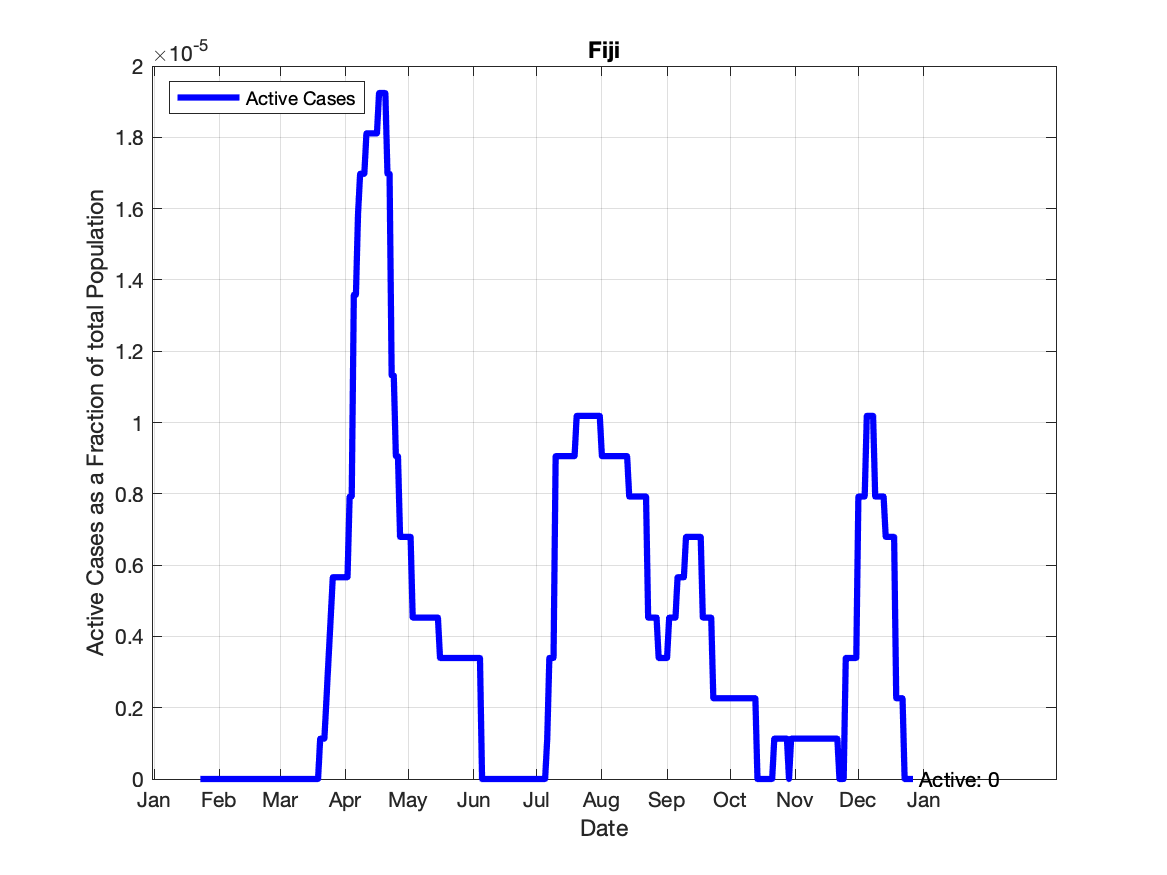 Fiji
×10-5
Active Cases
2
1.8
1.6
1.4
1.2
1
0.8
0.6
0.4
0.2
0
Active Cases as a Fraction of total Population
Active: 0
Jan Feb Mar Apr May Jun Jul Aug Sep Oct Nov Dec Jan
Date